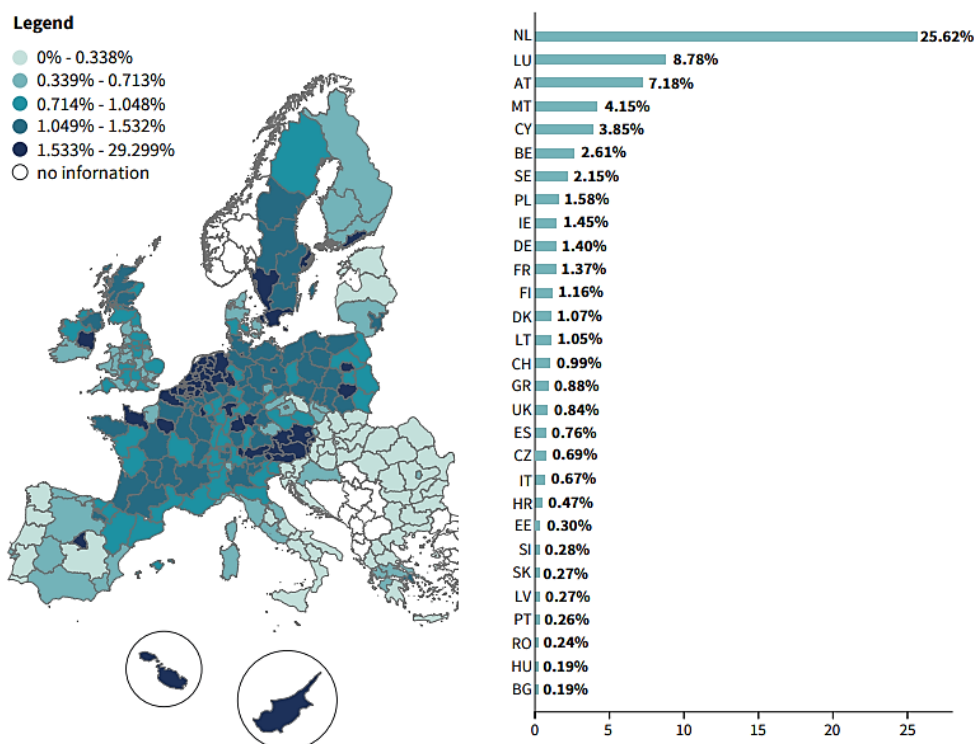 Legend
0% - 0.338%
0.339% - 0.713%
0.714% - 1.048%
1.049% - 1.532%
1.533% - 29.299%
no infornation
NL 25.62%
LU 8.78%
AT 7.18%
MT 4.15%
CY 3.85%
BE 2.61%
SE 2.15%
PL 1.58%
IE 1.45%
DE 1.40%
FR 1.37%
FI 1.16%
DK 1.07%
LT 1.05%
CH 0.99%
GR 0.88%
UK 0.84%
ES 0.76%
CZ 0.69%
IT 0.67%
HR 0.47%
EE 0.30%
SI 0.28%
SK 0.27%
LV 0.27%
PT 0.26%
RO 0.24%
HU 0.19%
BG 0.19%
0 5 10 15 20 25